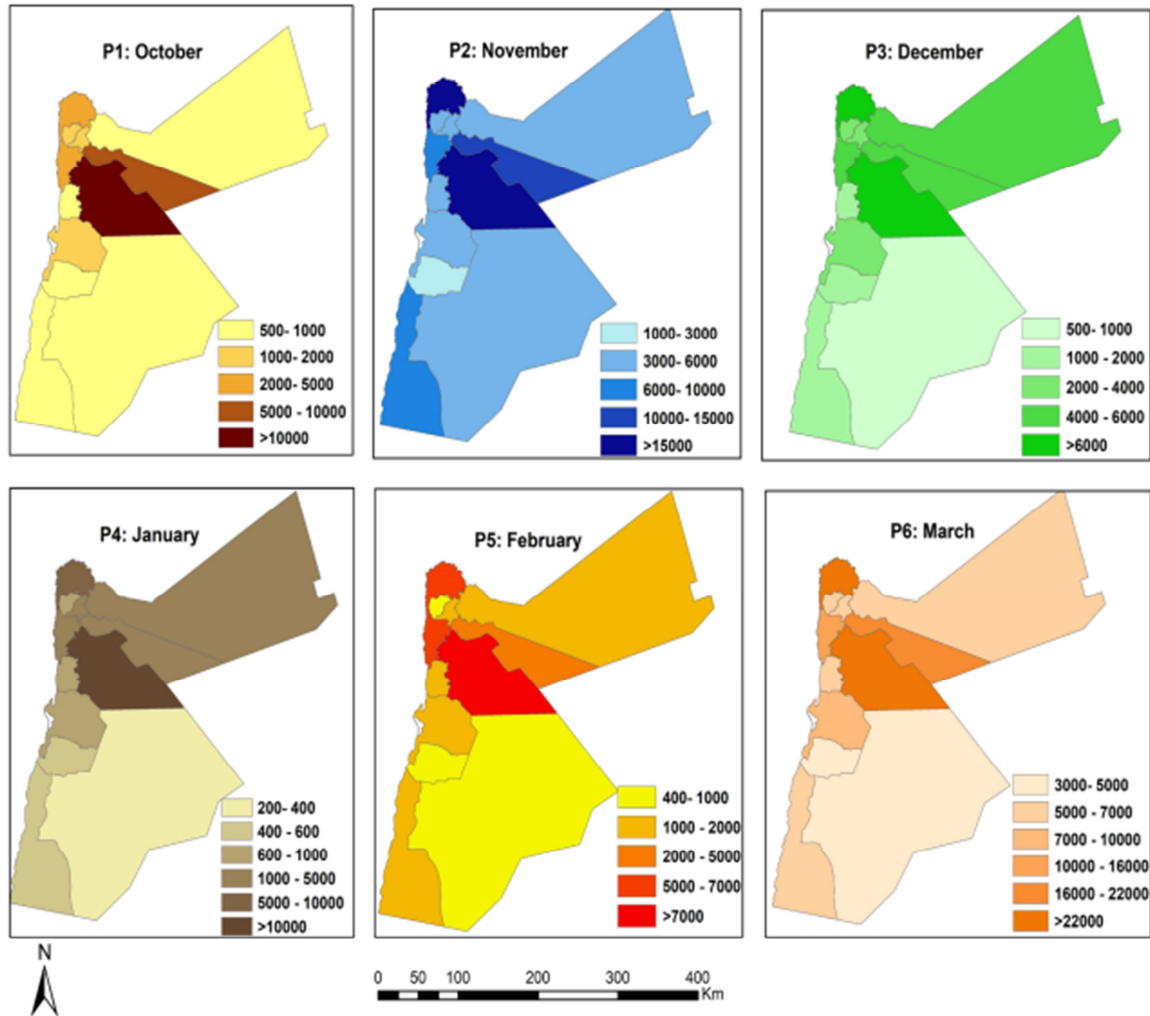 P1: October
500- 1000
1000- 2000
2000- 5000
5000 - 10000
>10000
P2: November
1000- 3000
3000- 6000
6000- 10000
10000- 15000
>15000
P3: December
500- 1000
1000 - 2000
2000 - 4000
4000 - 6000
>6000
P4: January
200 - 400
400 - 600
600 - 1000
1000 - 5000
5000 - 10000
>10000
P5: February
400- 1000
1000 - 2000
2000 - 5000
5000 - 7000
>7000
P6: March
3000- 5000
5000 - 7000
7000 - 10000
10000 - 16000
16000 - 22000
>22000
N
0 50 100 200 300 400
Km